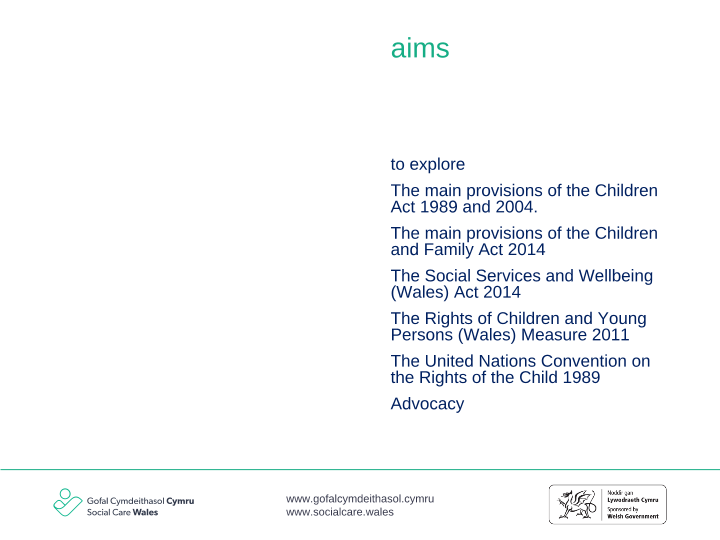 aims
to explore
The main provisions of the Children
Act 1989 and 2004.
The main provisions of the Children
and Family Act 2014
The Social Services and Wellbeing
(Wales) Act 2014
The Rights of Children and Young
Persons (Wales) Measure 2011
The United Nations Convention on
the Rights of the Child 1989
Advocacy
Gofal Cymdeithasol Cymru
Social Care Wales
www.gofalcymdeithasol.cymru
www.socialcare.wales
Noddir gan
Lywodraeth Cymru
Sponsored by
Welsh Government